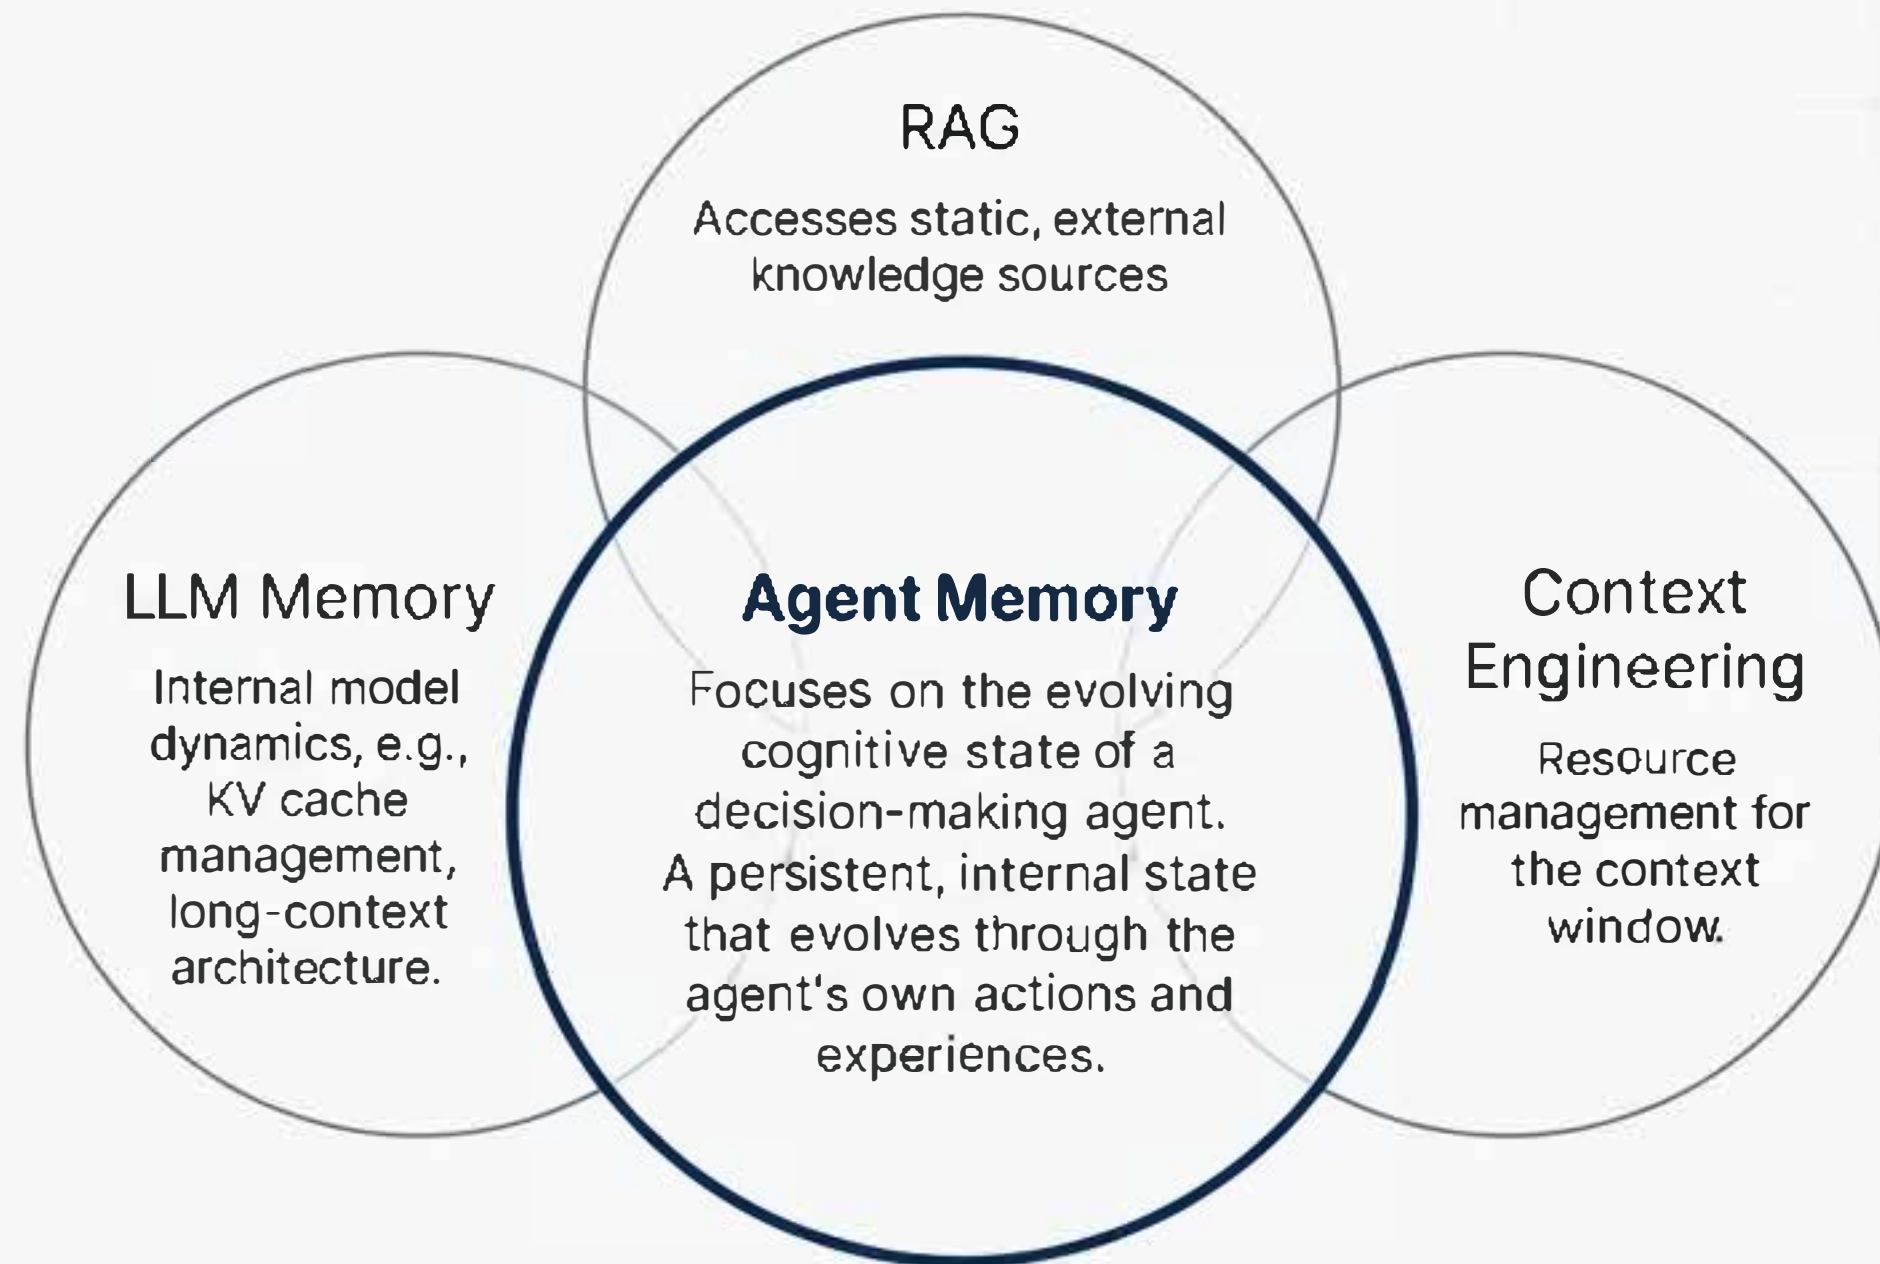 RAG
Accesses static, external
knowledge sources
LLM Memory
Internal model
dynamics, e.g.,
KV cache
management,
long-context
architecture.
Agent Memory
Focuses on the evolving
cognitive state of a
decision-making agent.
A persistent, internal state
that evolves through the
agent's own actions and
experiences.
Context
Engineering
Resource
management for
the context
window.